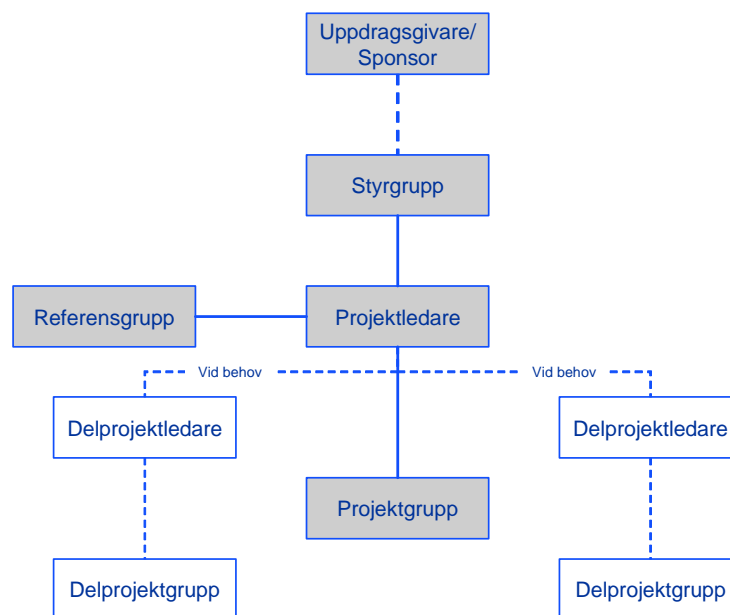 Uppdragsgivare/
Sponsor
Styrgrupp
Referensgrupp
Projektledare
Vid behov
Vid behov
Delprojektledare
Delprojektledare
Projektgrupp
Delprojektgrupp
Delprojektgrupp